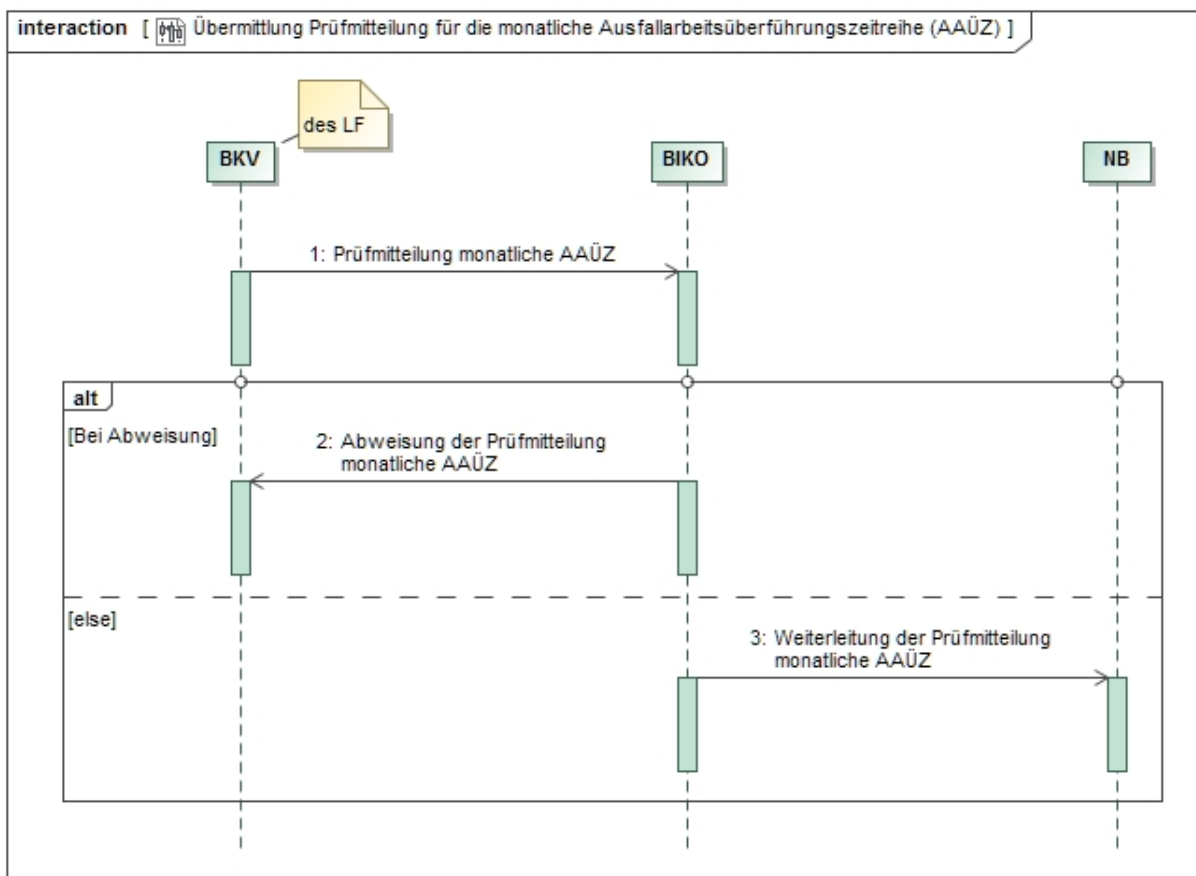 interaction [ Übermittlung Prüfmitteilung für die monatliche Ausfallarbeitsüberführungszeitreihe (AAÜZ) ]
des LF
BKV
BIKO
NB
1: Prüfmitteilung monatliche AAÜZ
alt
[Bei Abweisung]
2: Abweisung der Prüfmitteilung
monatliche AAÜZ
[else]
3: Weiterleitung der Prüfmitteilung
monatliche AAÜZ